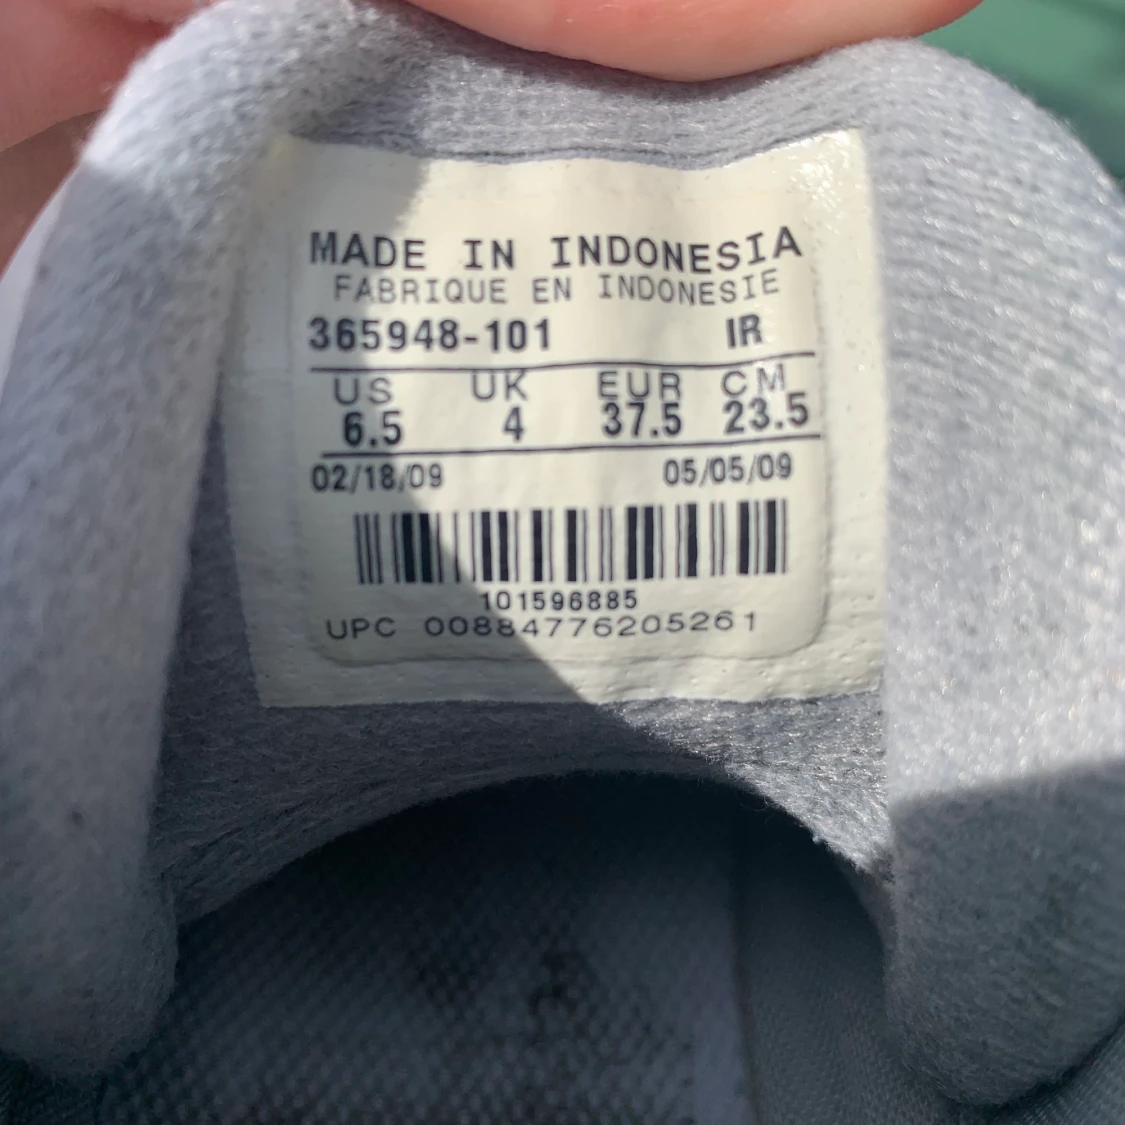 MADE IN INDONESIA
FABRIQUE EN INDONESIE
365948-101 IR
US UK EUR CM
6.5 4 37.5 23.5
02/18/09 05/05/09
101596885
UPC 00884776205261